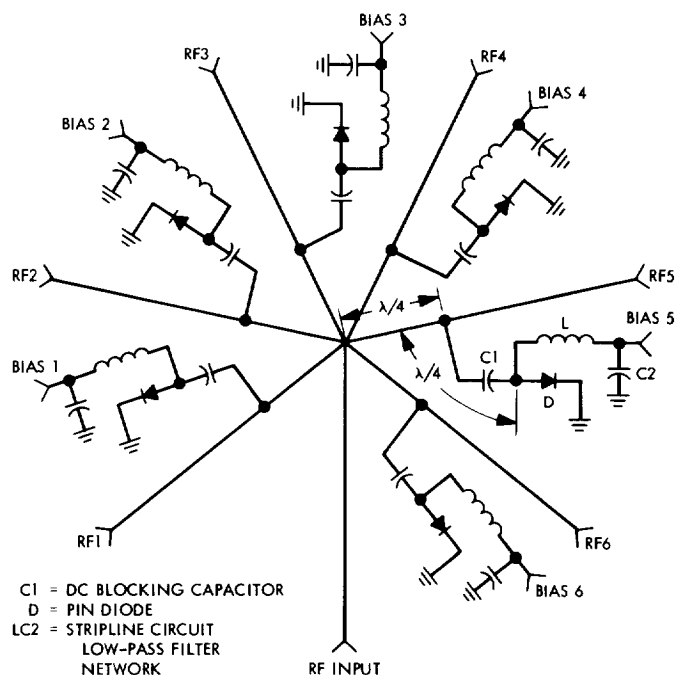 BIAS 3
RF3
RF4
BIAS 4
BIAS 2
RF2
RF5
λ/4
BIAS 5
L
C1
C2
λ/4
D
BIAS 1
RF1
RF6
BIAS 6
C1 = DC BLOCKING CAPACITOR
D = PIN DIODE
LC2 = STRIPLINE CIRCUIT
LOW-PASS FILTER
NETWORK
RF INPUT